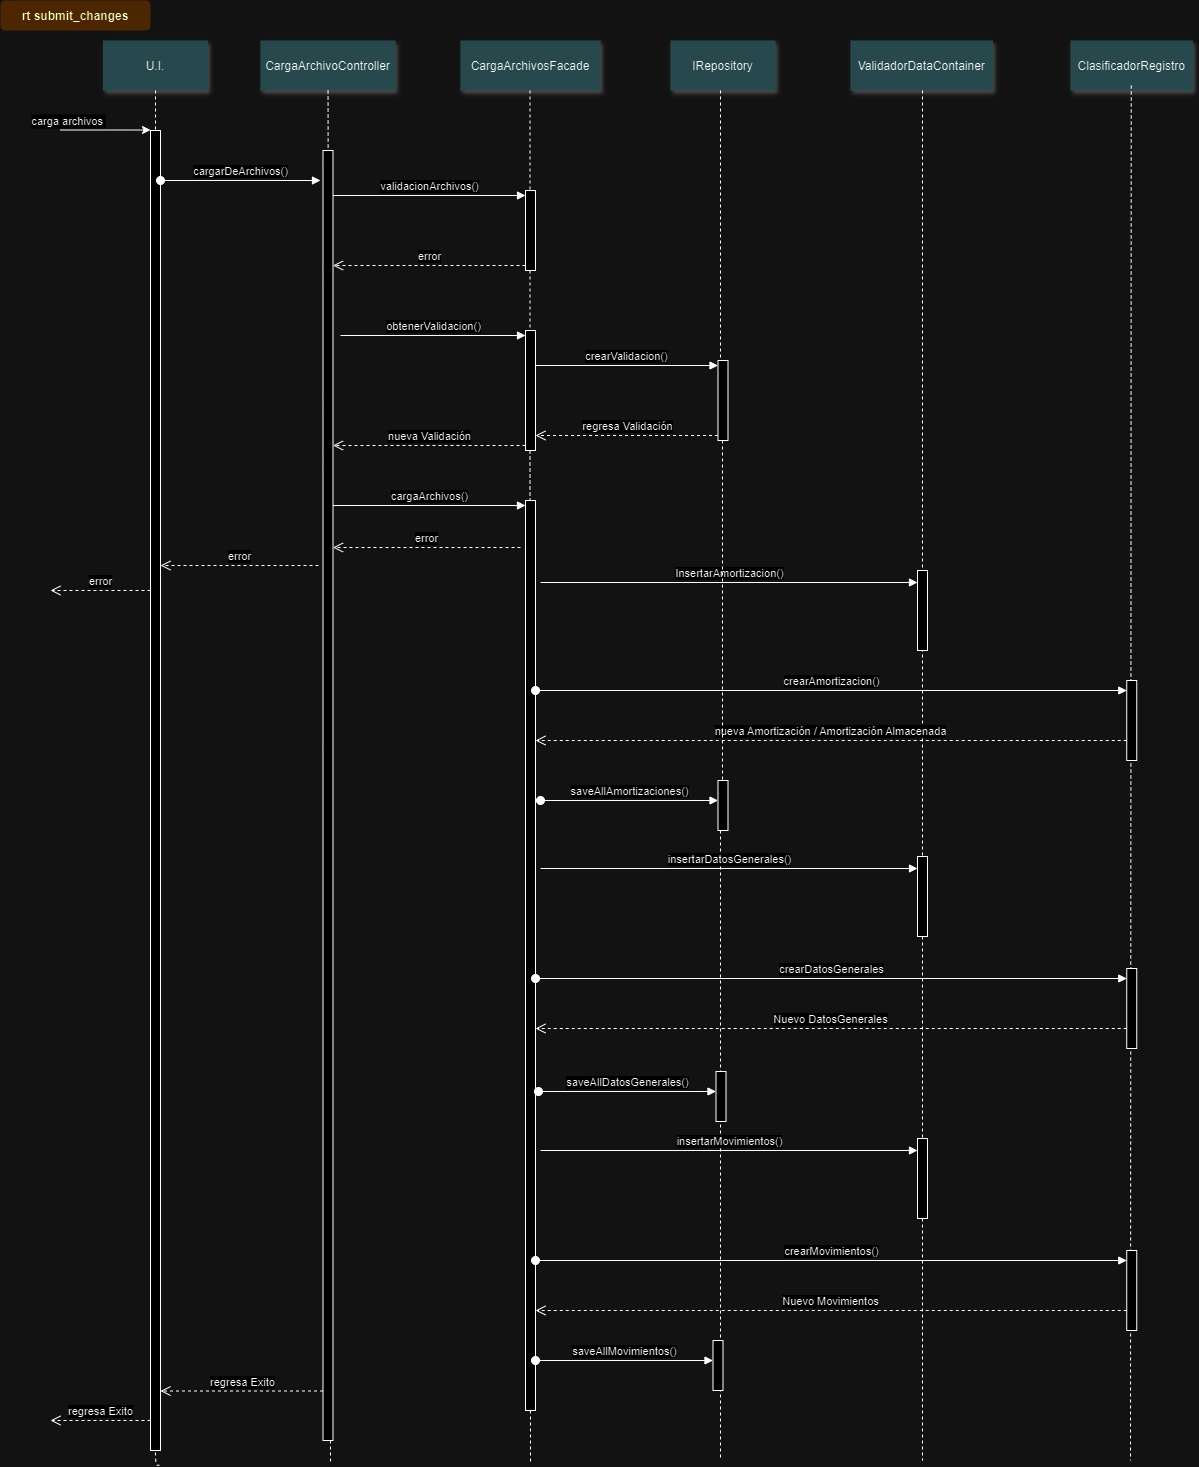 rt submit_changes
U.I.
CargaArchivoController
CargaArchivosFacade
IRepository
ValidadorDataContainer
ClasificadorRegistro
carga archivos
cargarDeArchivos()
validacionArchivos()
error
obtenerValidacion()
crearValidacion()
regresa Validación
nueva Validación
cargaArchivos()
error
error
InsertarAmortizacion()
error
crearAmortizacion()
nueva Amortización / Amortización Almacenada
saveAllAmortizaciones()
insertarDatosGenerales()
crearDatosGenerales
Nuevo DatosGenerales
saveAllDatosGenerales()
insertarMovimientos()
crearMovimientos()
Nuevo Movimientos
saveAllMovimientos()
regresa Exito
regresa Exito